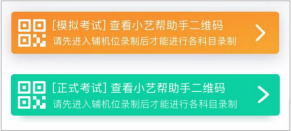 [模拟考试] 查看小艺帮助手二维码
请先进入辅机位录制后才能进行各科目录制
[正式考试] 查看小艺帮助手二维码
请先进入辅机位录制后才能进行各科目录制